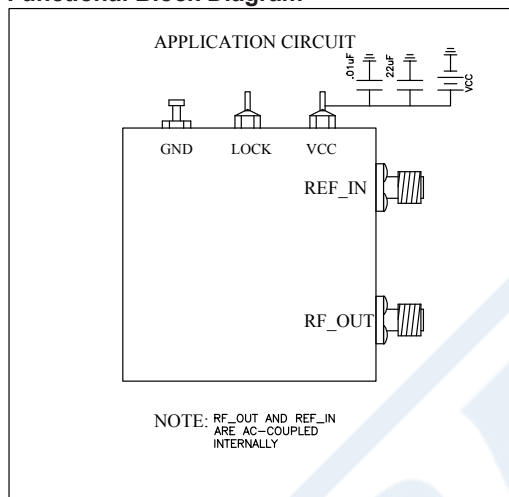 Functional Block Diagram
APPLICATION CIRCUIT
.01uF
22uF
VCC
GND
LOCK
VCC
REF_IN
RF_OUT
NOTE: RF_OUT AND REF_IN
ARE AC-COUPLED
INTERNALLY